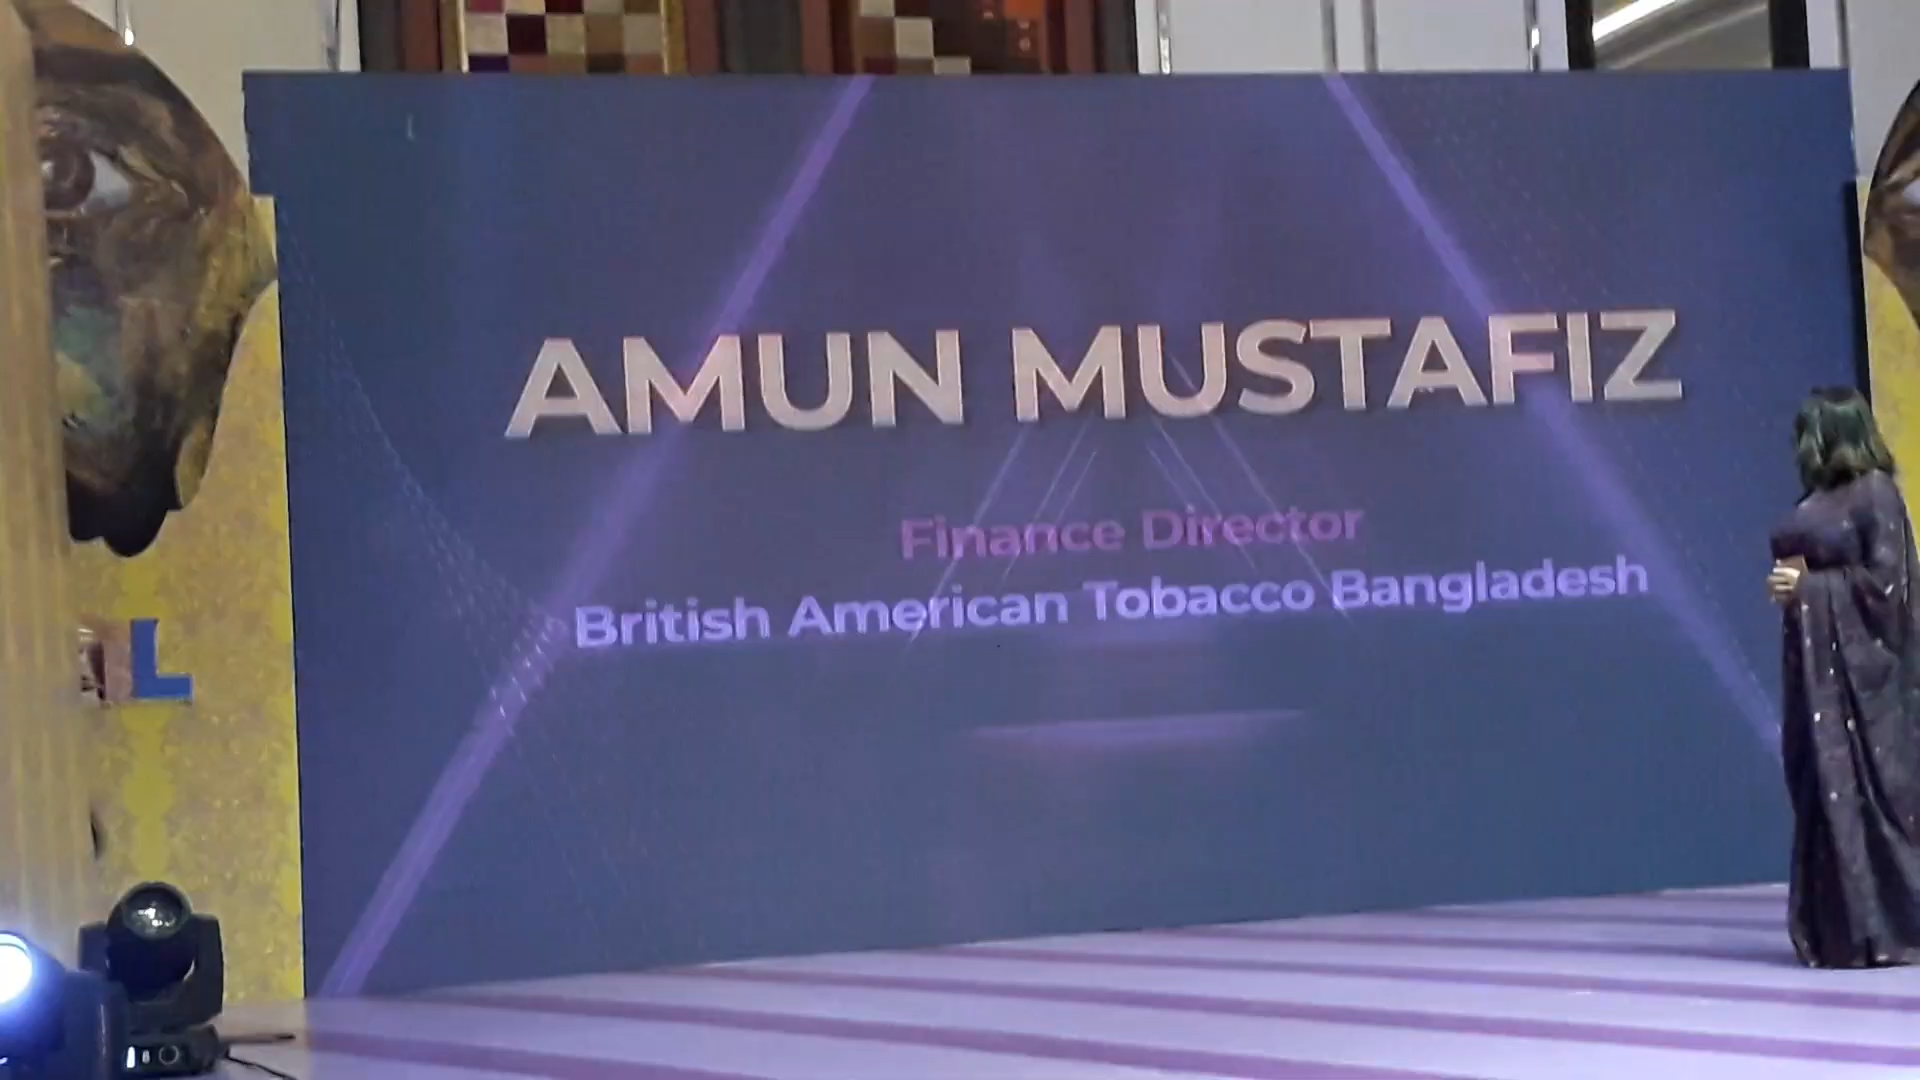 AMUN MUSTAFIZ
Finance Director
British American Tobacco Bangladesh
L